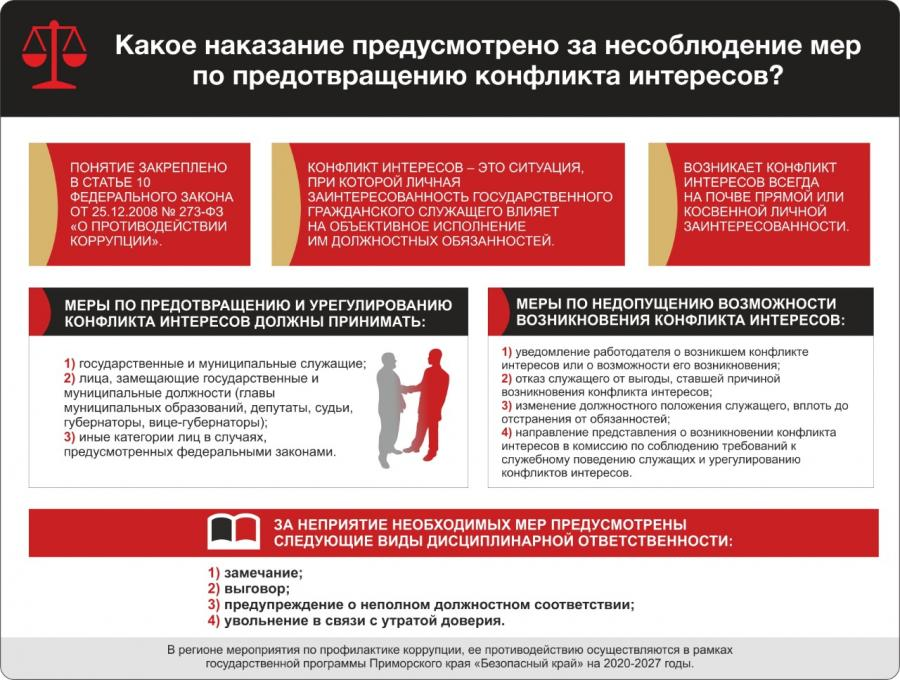 Какое наказание предусмотрено за несоблюдение мер
по предотвращению конфликта интересов?
ПОНЯТИЕ ЗАКРЕПЛЕНО
В СТАТЬЕ 10
ФЕДЕРАЛЬНОГО ЗАКОНА
ОТ 25.12.2008 № 273-ФЗ
«О ПРОТИВОДЕЙСТВИИ
КОРРУПЦИИ».
КОНФЛИКТ ИНТЕРЕСОВ – ЭТО СИТУАЦИЯ,
ПРИ КОТОРОЙ ЛИЧНАЯ
ЗАИНТЕРЕСОВАННОСТЬ ГОСУДАРСТВЕННОГО
ГРАЖДАНСКОГО СЛУЖАЩЕГО ВЛИЯЕТ
НА ОБЪЕКТИВНОЕ ИСПОЛНЕНИЕ
ИМ ДОЛЖНОСТНЫХ ОБЯЗАННОСТЕЙ.
ВОЗНИКАЕТ КОНФЛИКТ
ИНТЕРЕСОВ ВСЕГДА
НА ПОЧВЕ ПРЯМОЙ ИЛИ
КОСВЕННОЙ ЛИЧНОЙ
ЗАИНТЕРЕСОВАННОСТИ.
МЕРЫ ПО ПРЕДОТВРАЩЕНИЮ И УРЕГУЛИРОВАНИЮ
КОНФЛИКТА ИНТЕРЕСОВ ДОЛЖНЫ ПРИНИМАТЬ:
1) государственные и муниципальные служащие;
2) лица, замещающие государственные и
муниципальные должности (главы
муниципальных образований, депутаты, судьи,
губернаторы, вице-губернаторы);
3) иные категории лиц в случаях,
предусмотренных федеральными законами.
МЕРЫ ПО НЕДОПУЩЕНИЮ ВОЗМОЖНОСТИ
ВОЗНИКНОВЕНИЯ КОНФЛИКТА ИНТЕРЕСОВ:
1) уведомление работодателя о возникшем конфликте
интересов или о возможности его возникновения;
2) отказ служащего от выгоды, ставшей причиной
возникновения конфликта интересов;
3) изменение должностного положения служащего, вплоть до
отстранения от обязанностей;
4) направление представления о возникновении конфликта
интересов в комиссию по соблюдению требований к
служебному поведению служащих и урегулированию
конфликтов интересов.
ЗА НЕПРИЯТИЕ НЕОБХОДИМЫХ МЕР ПРЕДУСМОТРЕНЫ
СЛЕДУЮЩИЕ ВИДЫ ДИСЦИПЛИНАРНОЙ ОТВЕТСТВЕННОСТИ:
1) замечание;
2) выговор;
3) предупреждение о неполном должностном соответствии;
4) увольнение в связи с утратой доверия.
В регионе мероприятия по профилактике коррупции, ее противодействию осуществляются в рамках
государственной программы Приморского края «Безопасный край» на 2020-2027 годы.